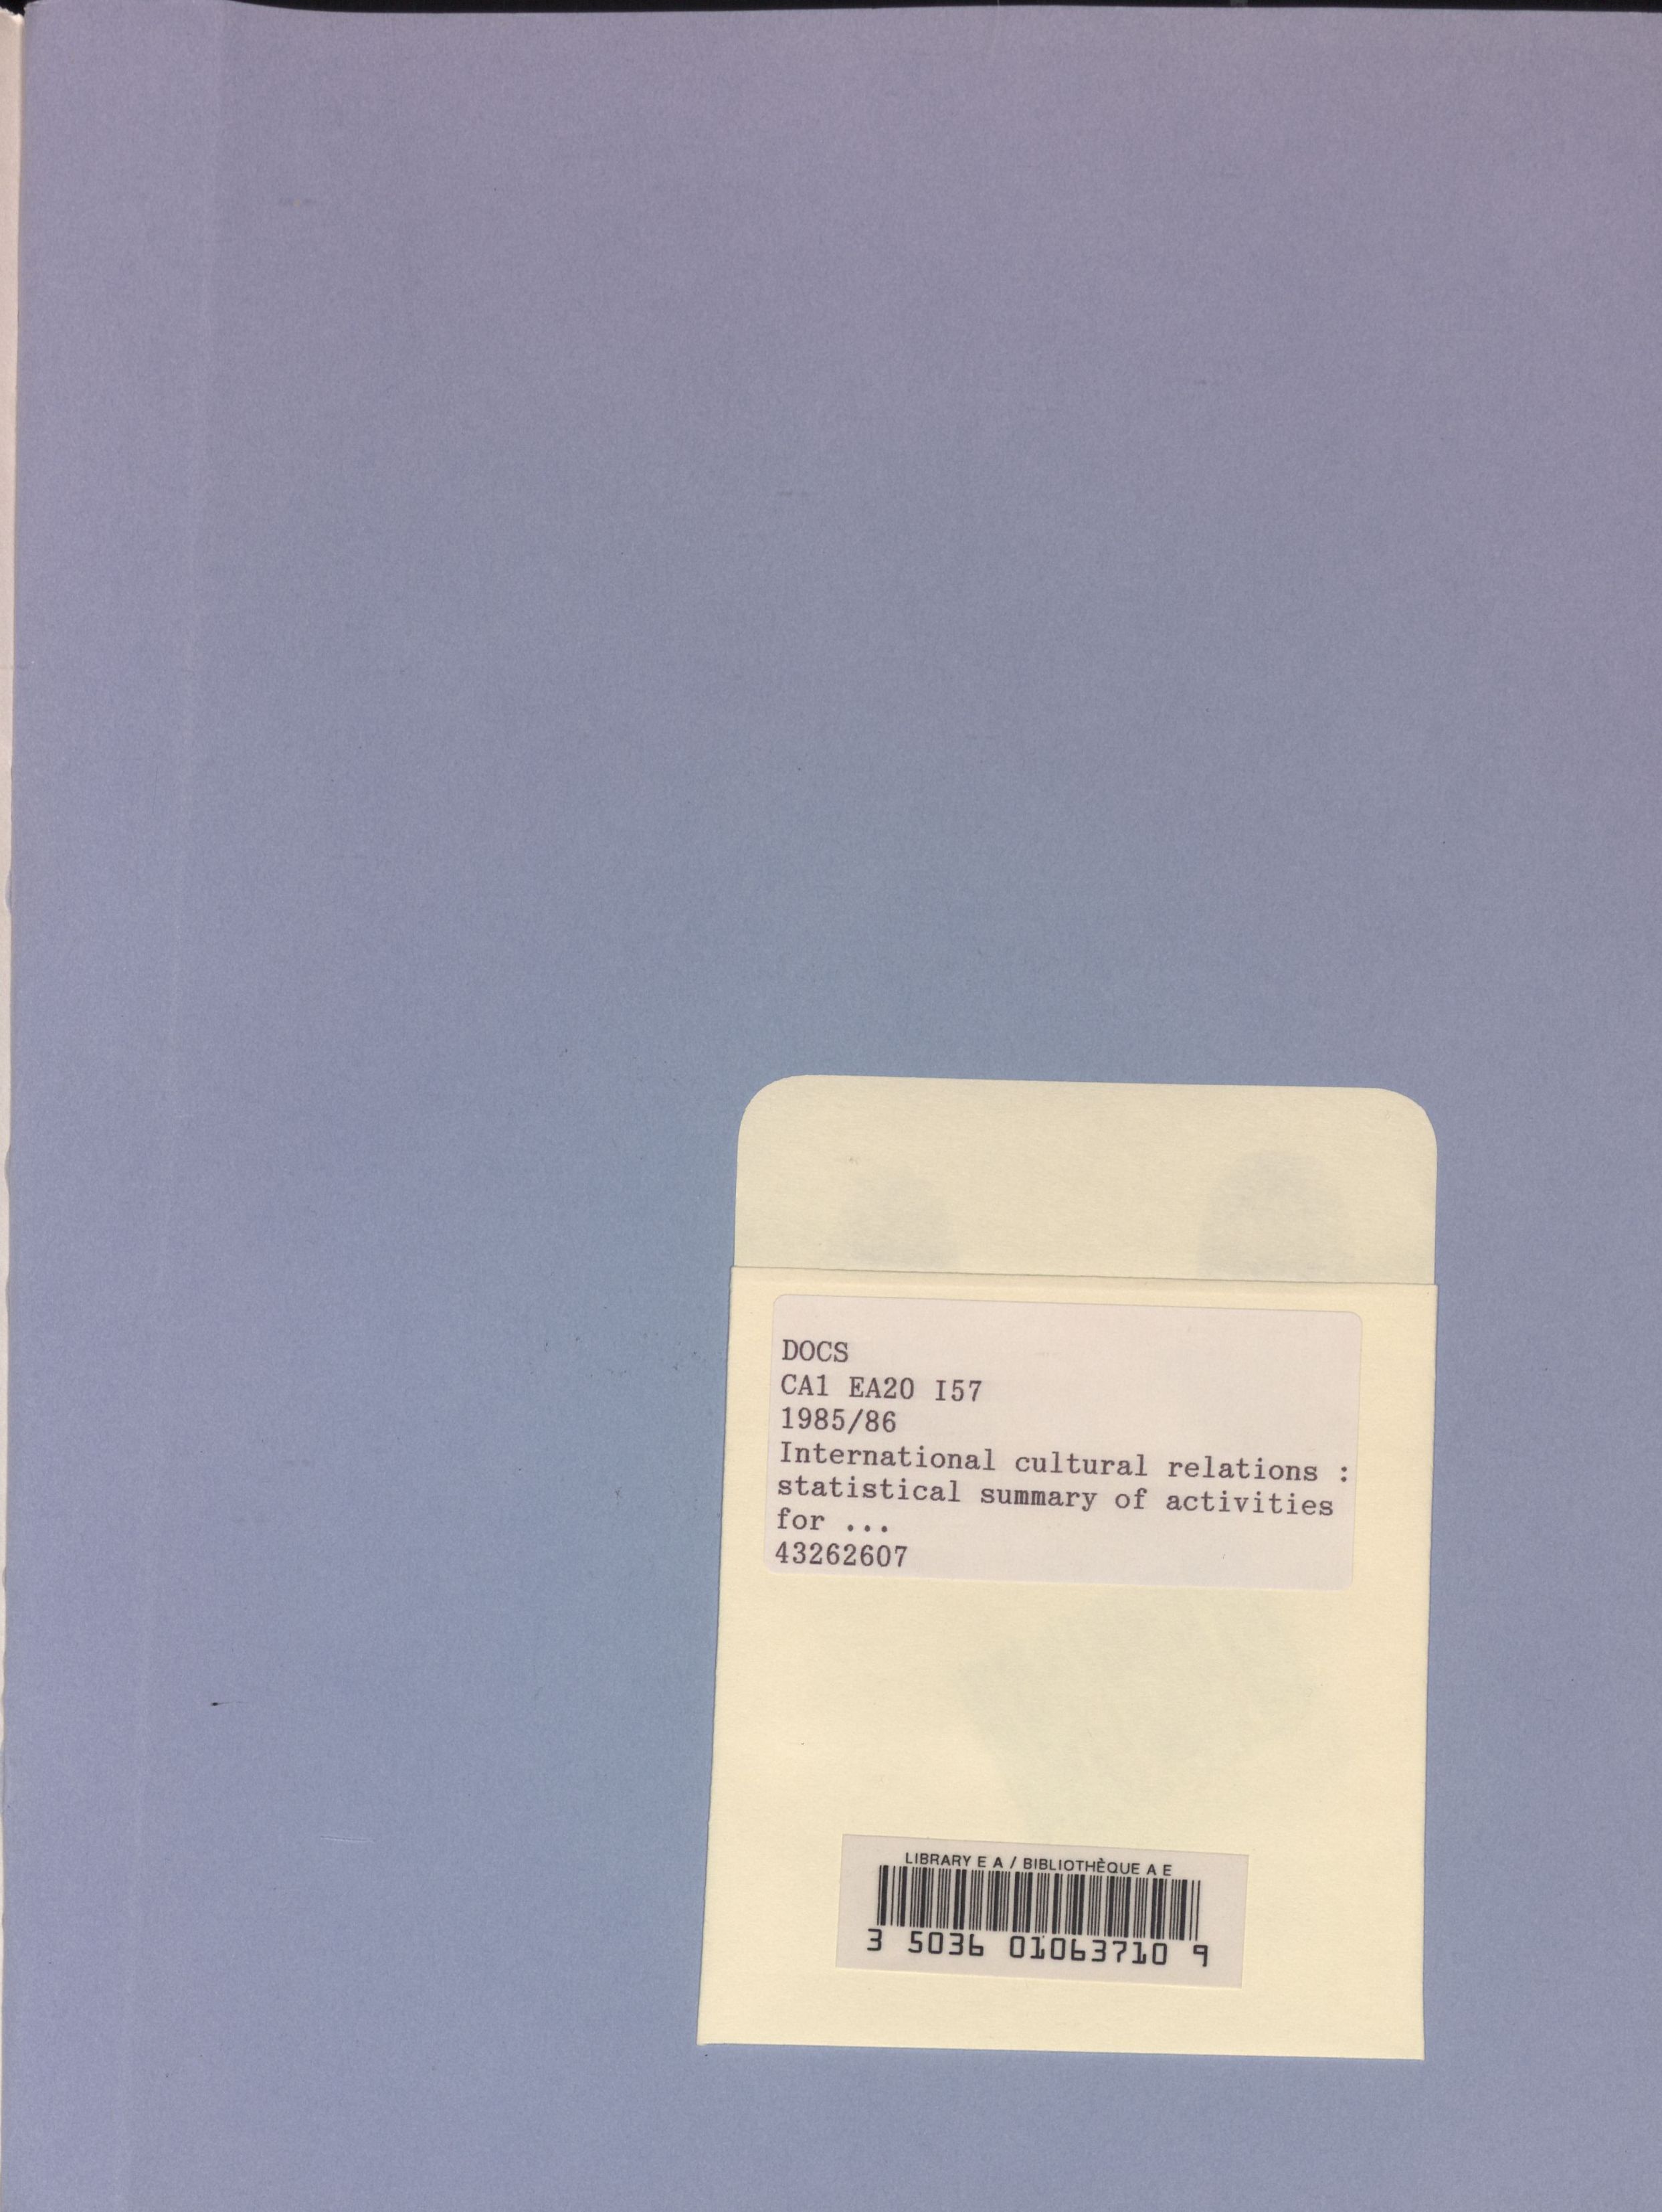 DOCS
CA1 EA20 I57
1985/86
International cultural relations :
statistical summary of activities
for ...
43262607
LIBRARY E A / BIBLIOTHÈQUE A E
3 5036 01063710 9